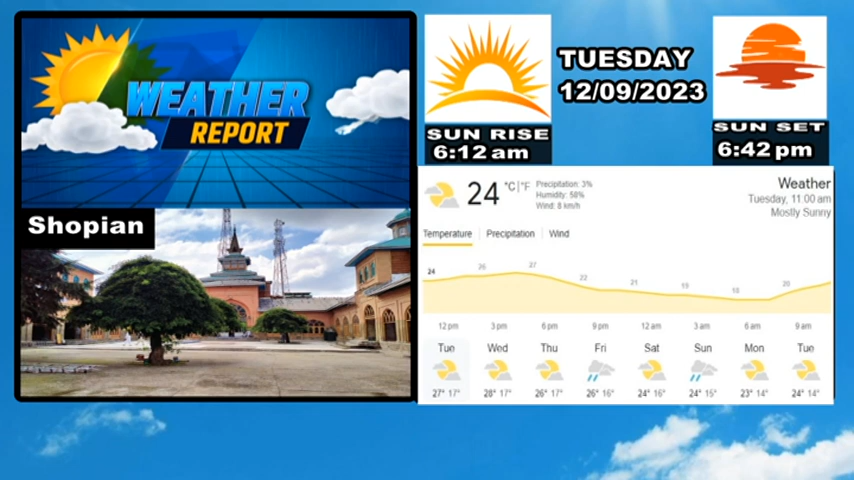 WEATHER
REPORT
Shopian
SUN RISE
6:12 am
TUESDAY
12/09/2023
SUN SET
6:42 pm
24 °C | °F
Precipitation: 3%
Humidity: 58%
Wind: 8 km/h
Weather
Tuesday, 11:00 am
Mostly Sunny
Temperature | Precipitation | Wind
24 26 27 22 21 19 18 20
12 pm 3 pm 6 pm 9 pm 12 am 3 am 6 am 9 am
Tue Wed Thu Fri Sat Sun Mon Tue
27° 17° 28° 17° 26° 17° 26° 16° 24° 16° 24° 15° 23° 14° 24° 14°